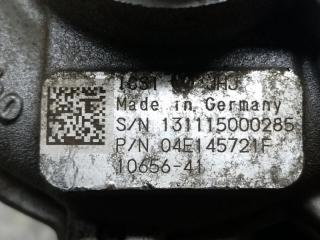 Made in Germany
S/N 131115000285
P/N 04E145721F
10656-41